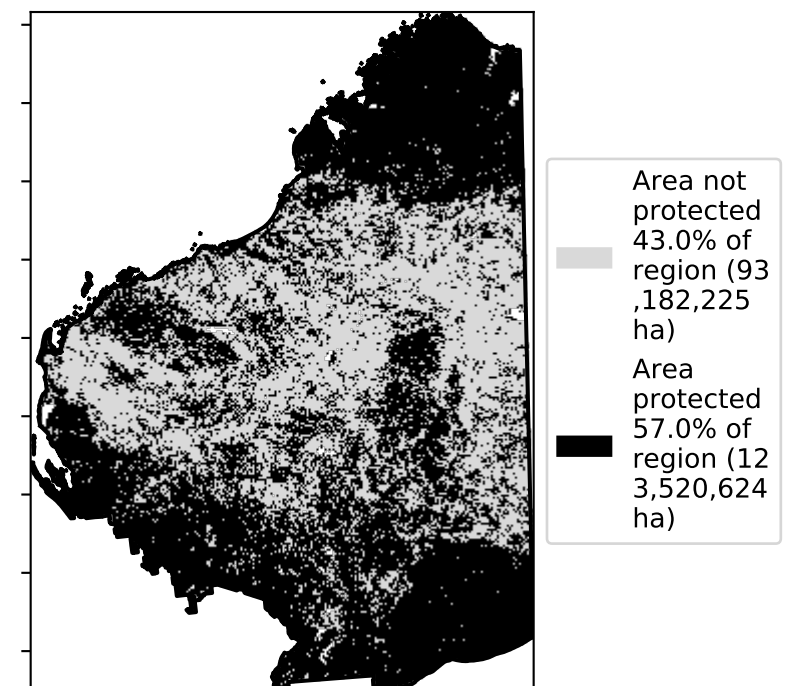 Area not
protected
43.0% of
region (93
,182,225
ha)
Area
protected
57.0% of
region (12
3,520,624
ha)